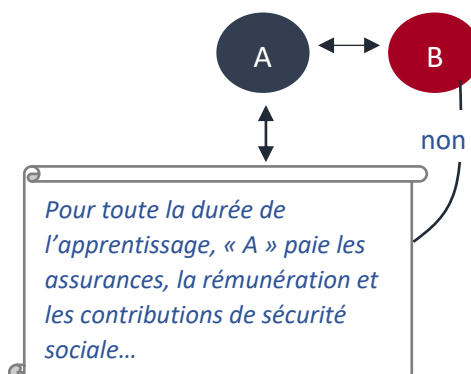 A
B
non
Pour toute la durée de
l’apprentissage, « A » paie les
assurances, la rémunération et
les contributions de sécurité
sociale…